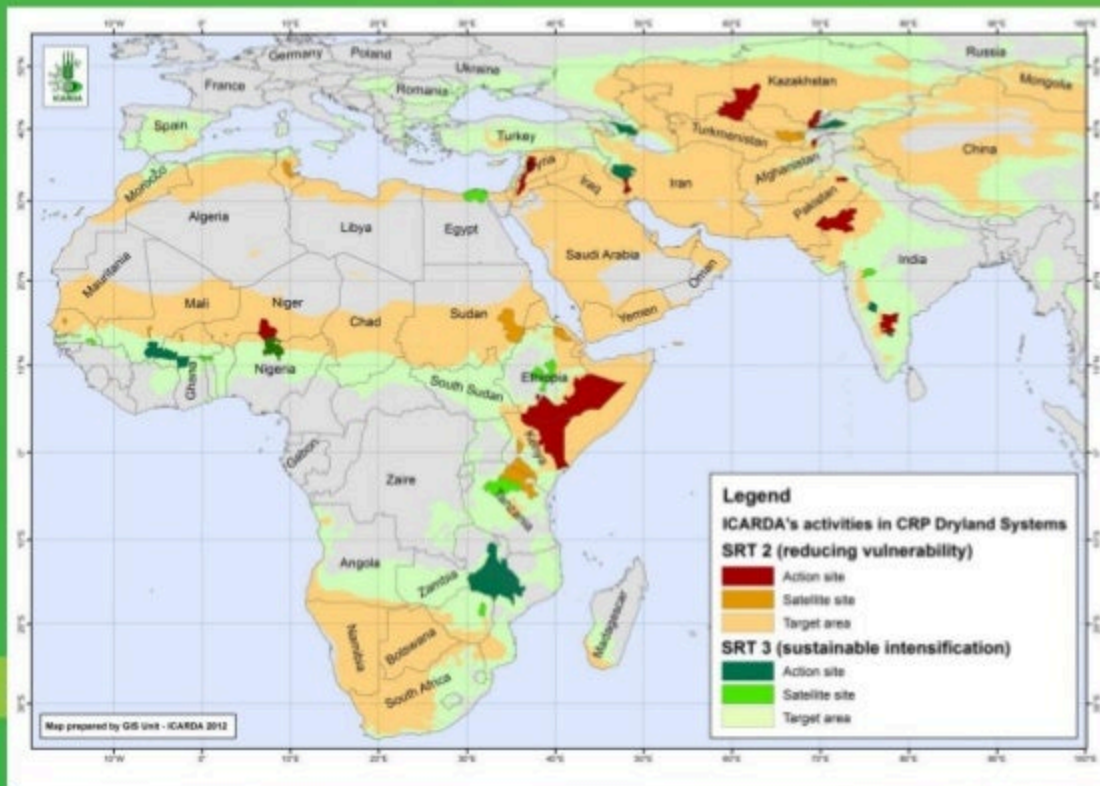 ICARDA
Germany
Poland
Russia
France
Ukraine
Kazakhstan
Mongolia
Romania
Spain
Turkey
Turkmenistan
China
Morocco
Iraq
Iran
Afghanistan
Pakistan
Algeria
Libya
Egypt
Saudi Arabia
India
Mauritania
Oman
Mali
Niger
Chad
Sudan
Yemen
Ghana
Nigeria
South Sudan
Ethiopia
Kenya
Gabon
Zaire
Tanzania
Angola
Zambia
Madagascar
Namibia
Botswana
South Africa
Legend
ICARDA's activities in CRP Dryland Systems
SRT 2 (reducing vulnerability)
Action site
Satellite site
Target area
SRT 3 (sustainable intensification)
Action site
Satellite site
Target area
Map prepared by GIS Unit - ICARDA 2012